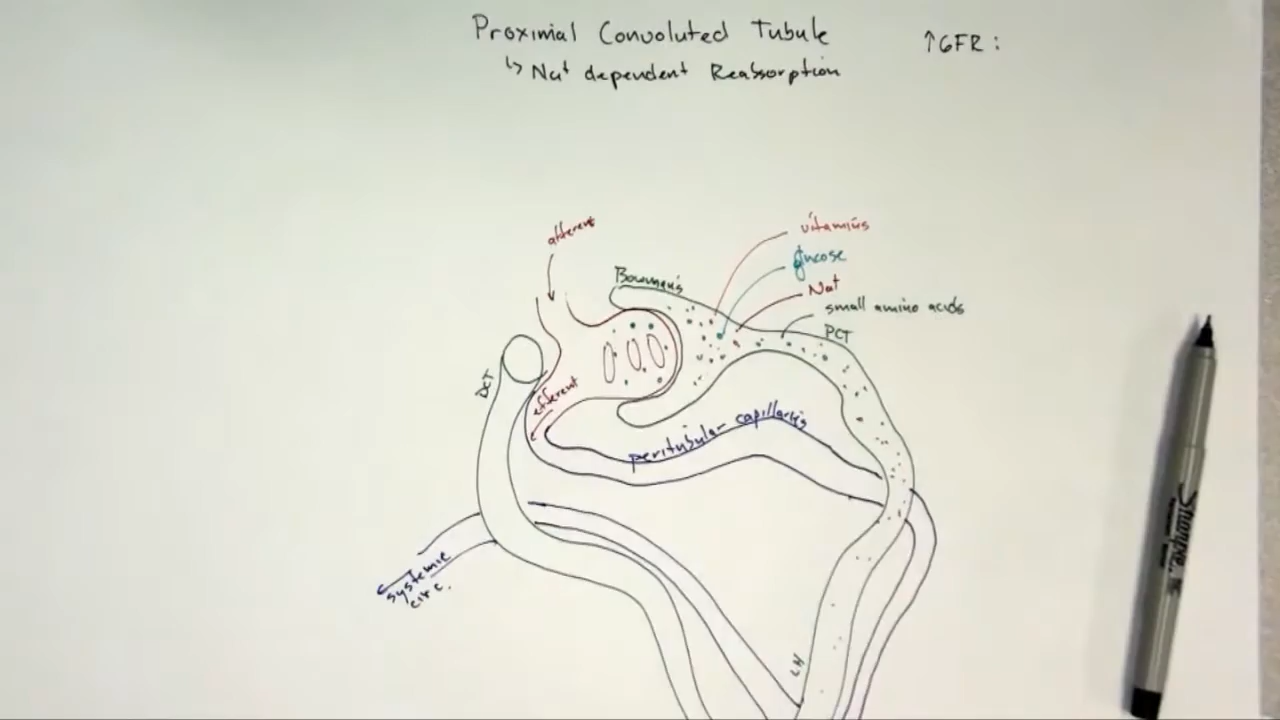 Proximal Convoluted Tubule
↑GFR :
↳ Na+ dependent Reabsorption
afferent
vitamins
Bowman's
glucose
Na+
small amino acids
PCT
DCT
efferent
peritubular capillaries
systemic
circ.
LH
Sharpie